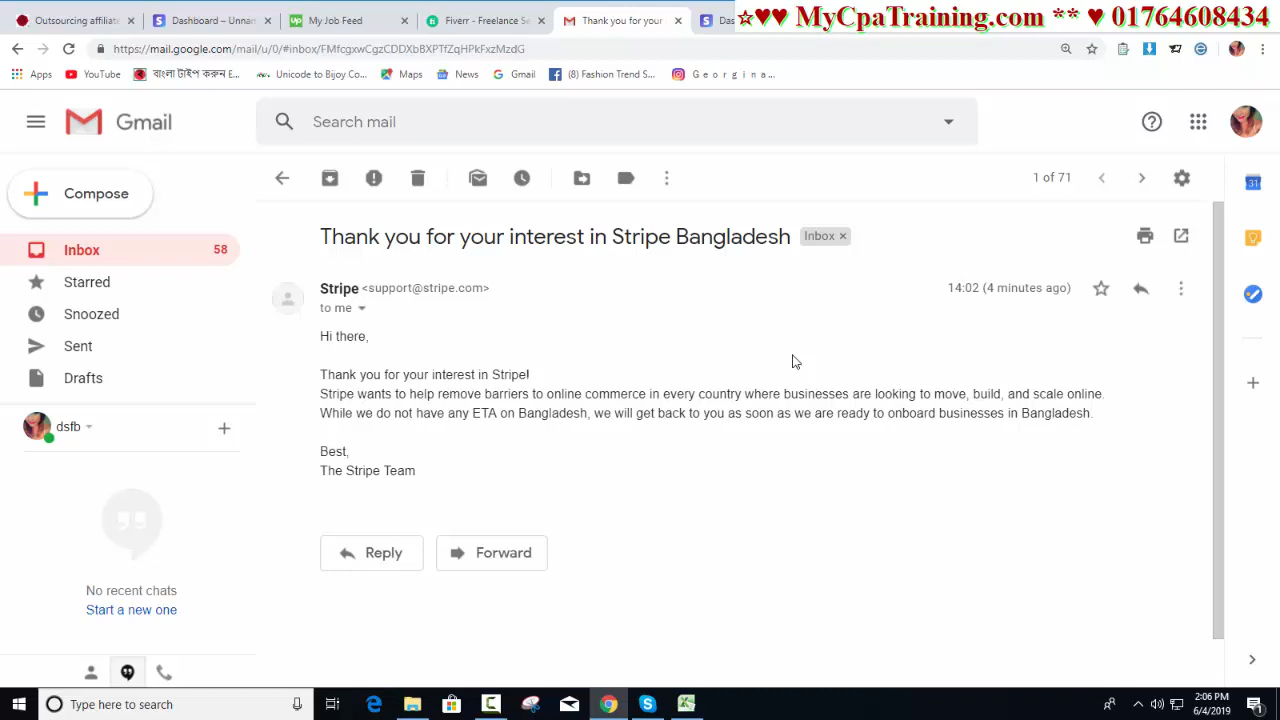 Outsourcing affiliate
Dashboard – Unnam
My Job Feed
Fiverr - Freelance Se
Thank you for your
Das
☆♥♥ MyCpaTraining.com ** ♥ 01764608434
https://mail.google.com/mail/u/0/#inbox/FMfcgxwCgzCDDXbBXPTfZqHPkFxzMzdG
Apps
YouTube
বাংলা টাইপ করুন E...
Unicode to Bijoy Co...
Maps
News
Gmail
(8) Fashion Trend S...
G e o r g i n a...
Gmail
Search mail
Compose
1 of 71
31
Inbox 58
Starred
Snoozed
Sent
Drafts
dsfb
No recent chats
Start a new one
Thank you for your interest in Stripe Bangladesh Inbox x
Stripe <support@stripe.com> 14:02 (4 minutes ago)
to me
Hi there,
Thank you for your interest in Stripe!
Stripe wants to help remove barriers to online commerce in every country where businesses are looking to move, build, and scale online.
While we do not have any ETA on Bangladesh, we will get back to you as soon as we are ready to onboard businesses in Bangladesh.
Best,
The Stripe Team
Reply
Forward
Type here to search
2:06 PM
6/4/2019
1